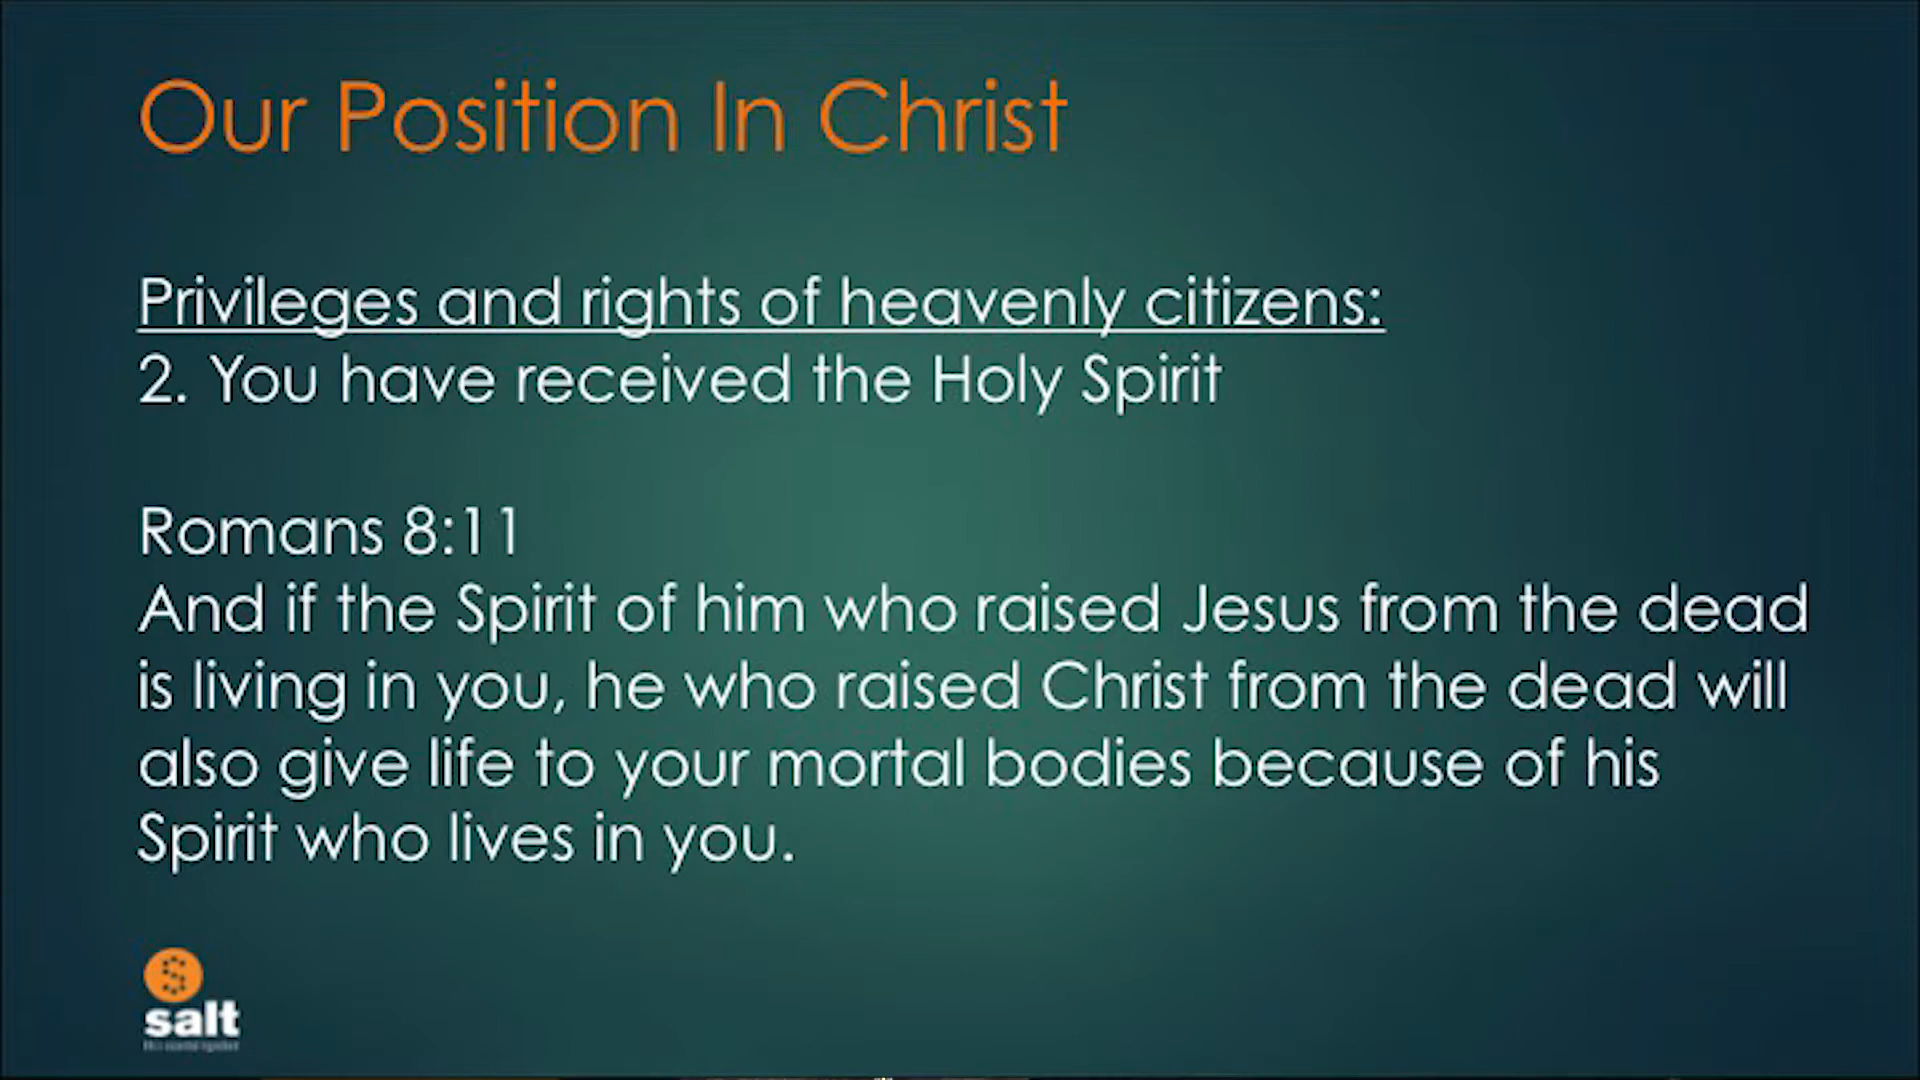 Our Position In Christ
Privileges and rights of heavenly citizens:
2. You have received the Holy Spirit
Romans 8:11
And if the Spirit of him who raised Jesus from the dead
is living in you, he who raised Christ from the dead will
also give life to your mortal bodies because of his
Spirit who lives in you.
S
salt